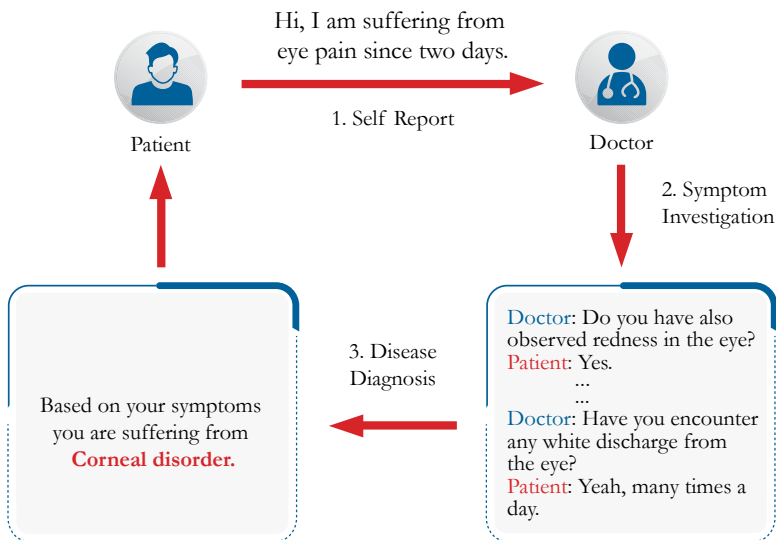 Hi, I am suffering from
eye pain since two days.
1. Self Report
Patient
Doctor
2. Symptom
Investigation
Doctor: Do you have also
observed redness in the eye?
Patient: Yes.
...
...
Doctor: Have you encounter
any white discharge from
the eye?
Patient: Yeah, many times a
day.
3. Disease
Diagnosis
Based on your symptoms
you are suffering from
Corneal disorder.